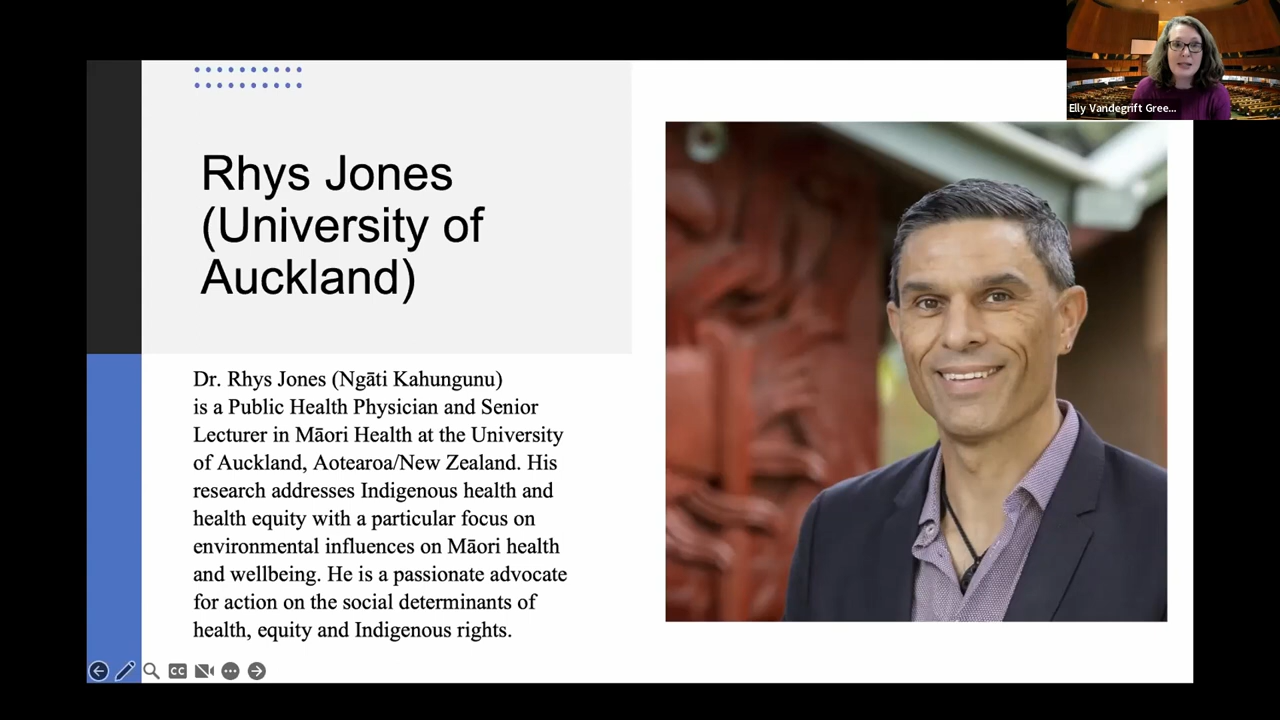 Elly Vandegrift Gree...
Rhys Jones
(University of
Auckland)
Dr. Rhys Jones (Ngāti Kahungunu)
is a Public Health Physician and Senior
Lecturer in Māori Health at the University
of Auckland, Aotearoa/New Zealand. His
research addresses Indigenous health and
health equity with a particular focus on
environmental influences on Māori health
and wellbeing. He is a passionate advocate
for action on the social determinants of
health, equity and Indigenous rights.
CC